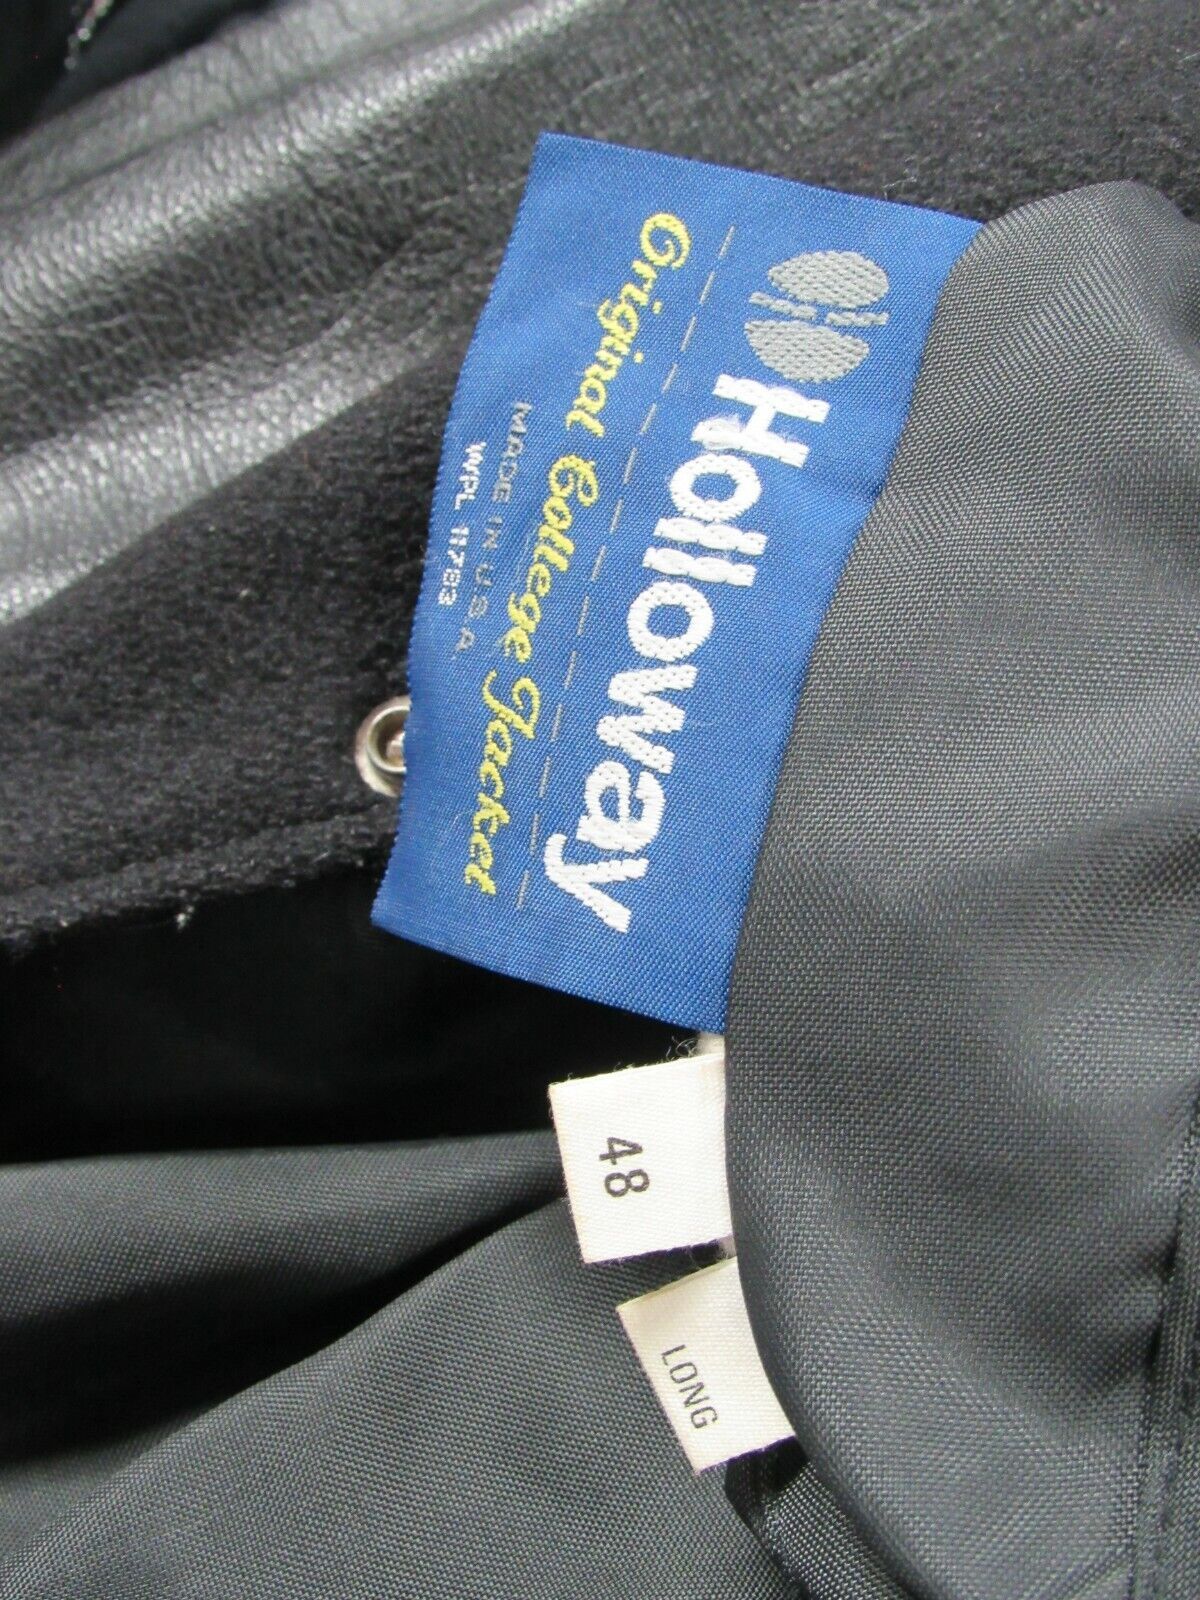 Holloway
Original College Jacket
MADE IN U.S.A.
WPL 11783
48
LONG